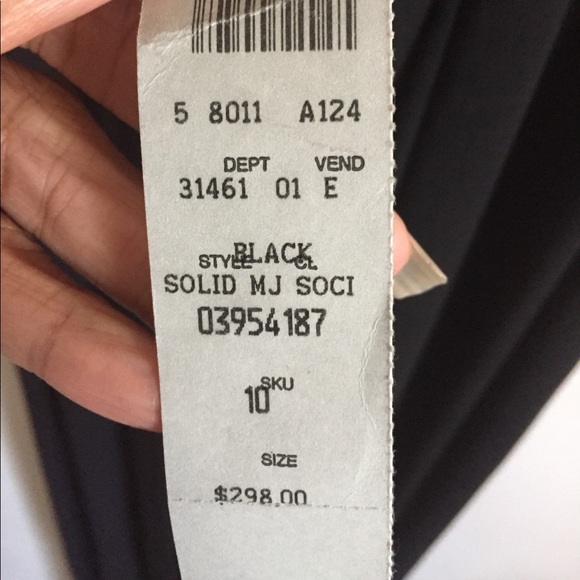 5 8011 A124
DEPT VEND
31461 01 E
BLACK
STYLE CL
SOLID MJ SOCI
03954187
SKU
10
SIZE
$298.00